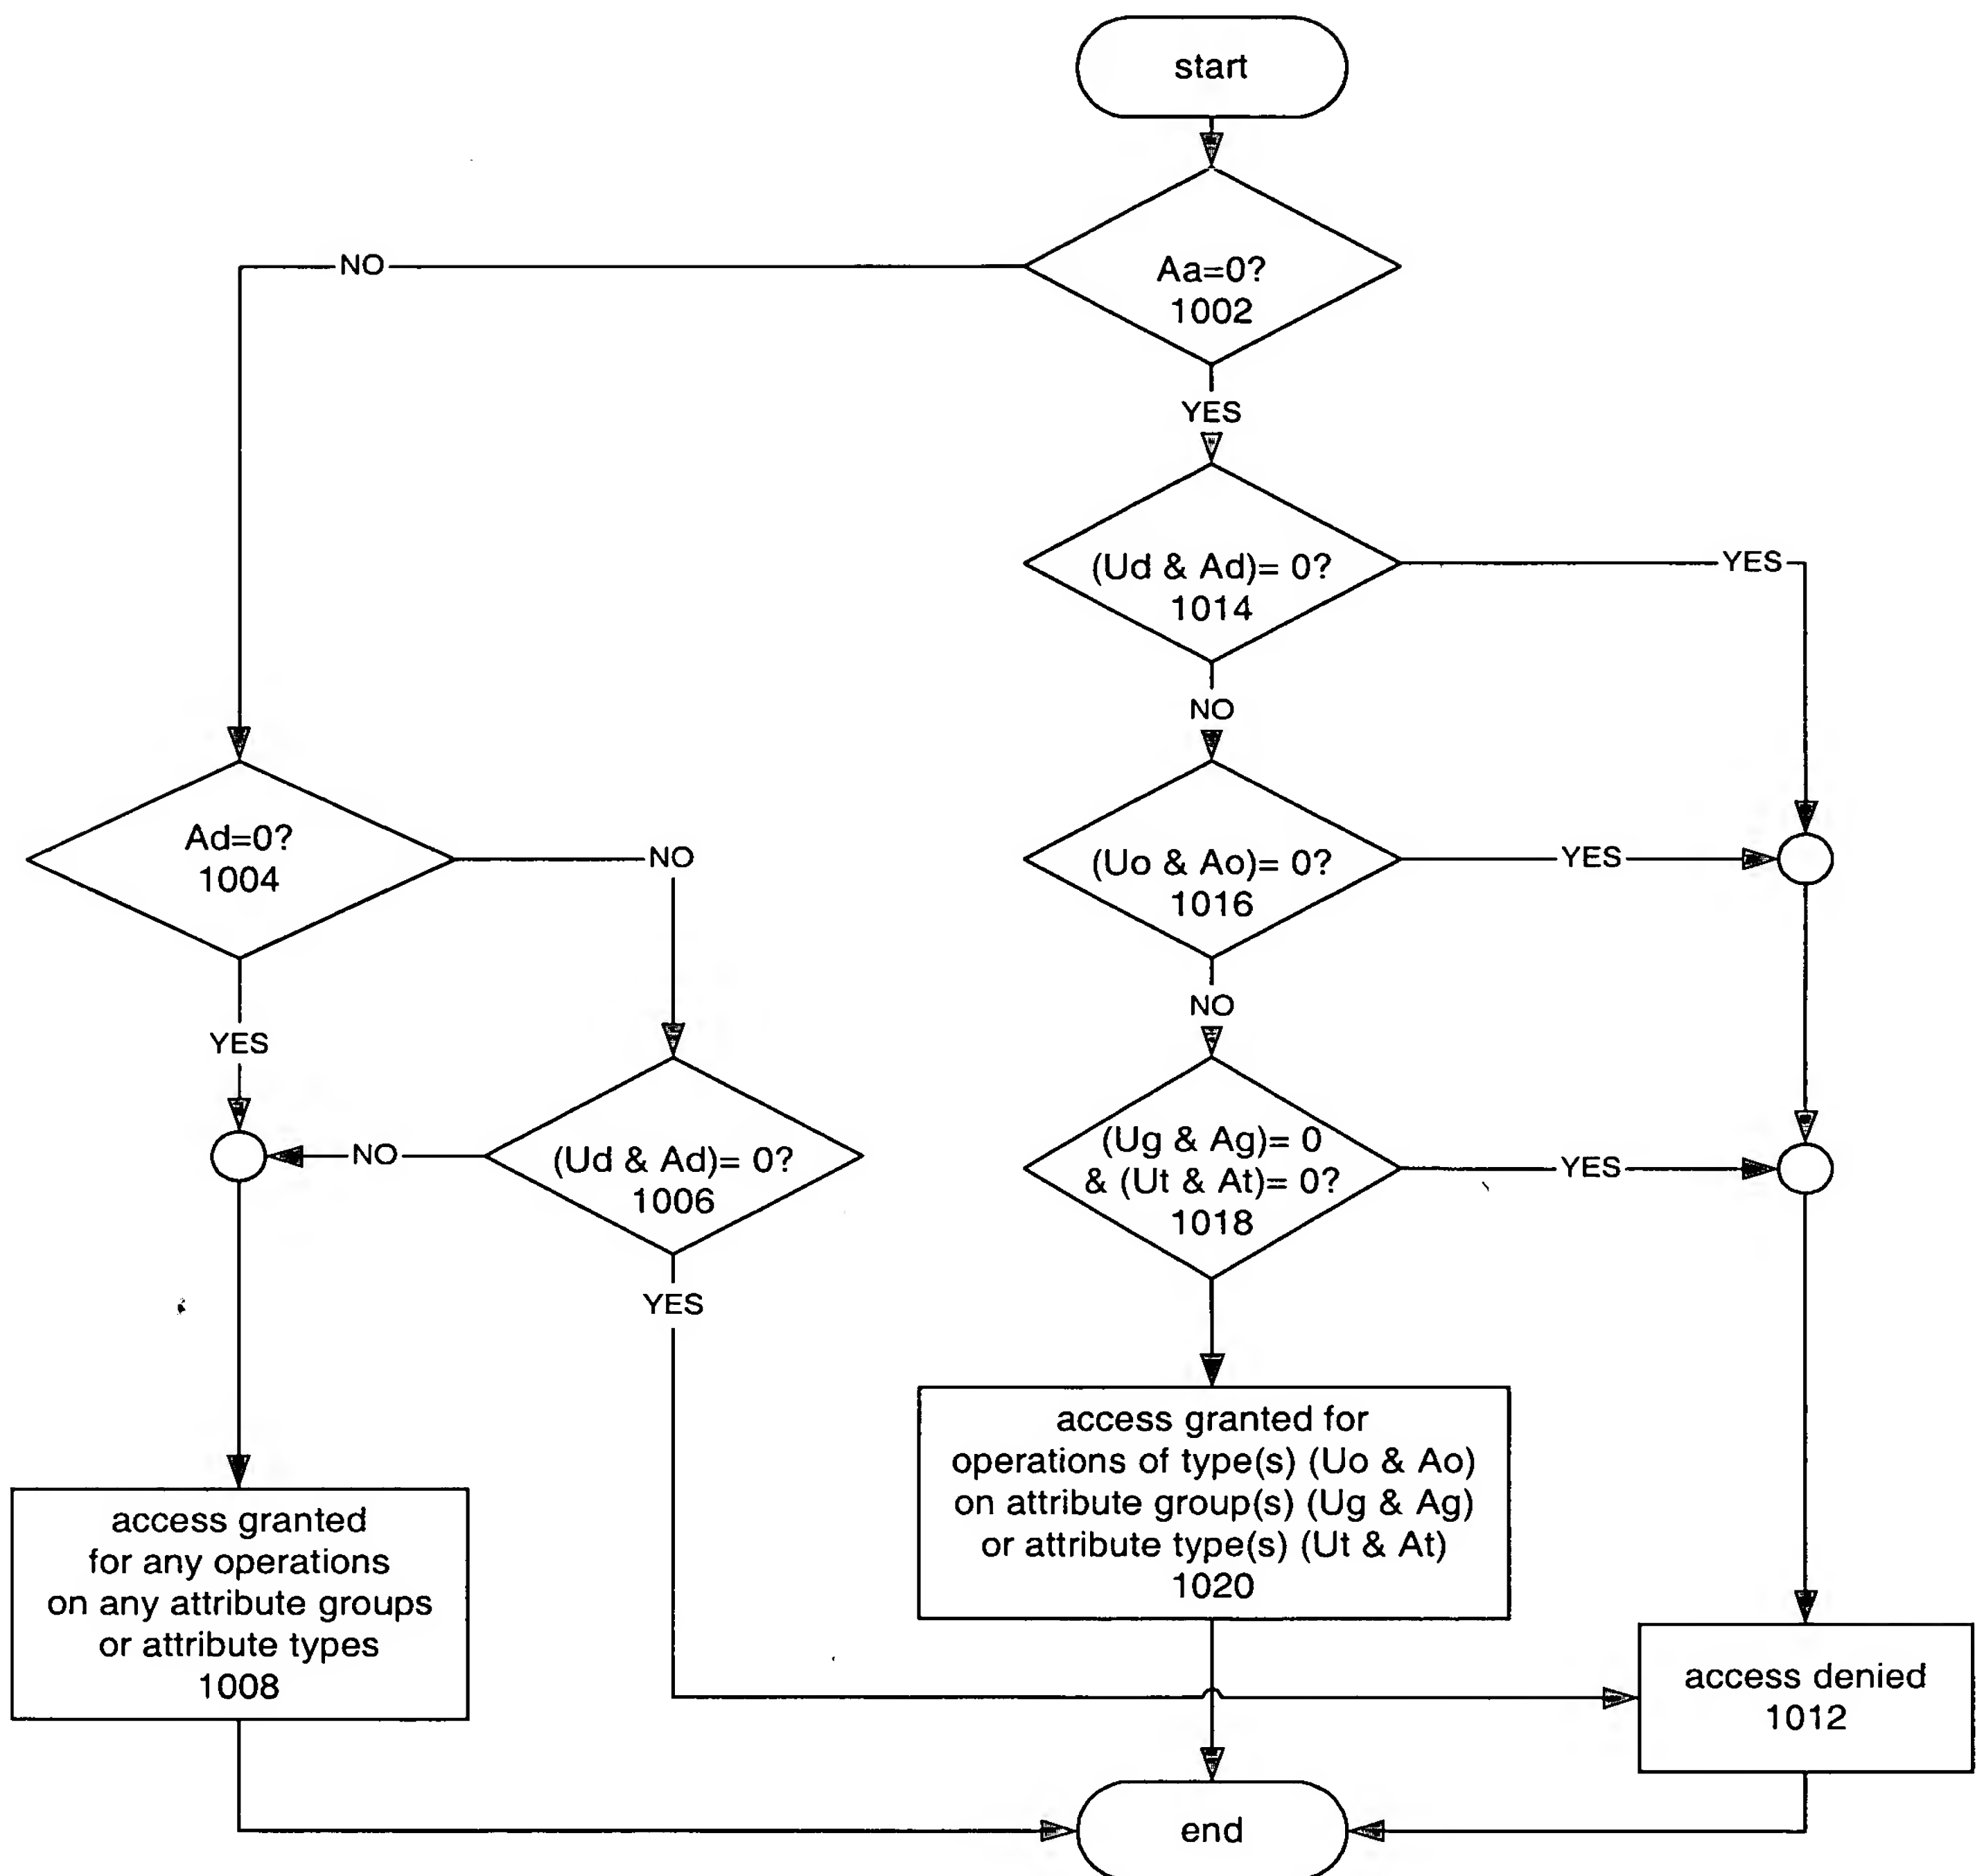 start
Aa=0?
1002
NO
YES
(Ud & Ad)= 0?
1014
YES
NO
Ad=0?
1004
NO
(Uo & Ao)= 0?
1016
YES
YES
NO
(Ud & Ad)= 0?
1006
NO
YES
(Ug & Ag)= 0
& (Ut & At)= 0?
1018
YES
access granted for
operations of type(s) (Uo & Ao)
on attribute group(s) (Ug & Ag)
or attribute type(s) (Ut & At)
1020
access granted
for any operations
on any attribute groups
or attribute types
1008
access denied
1012
end